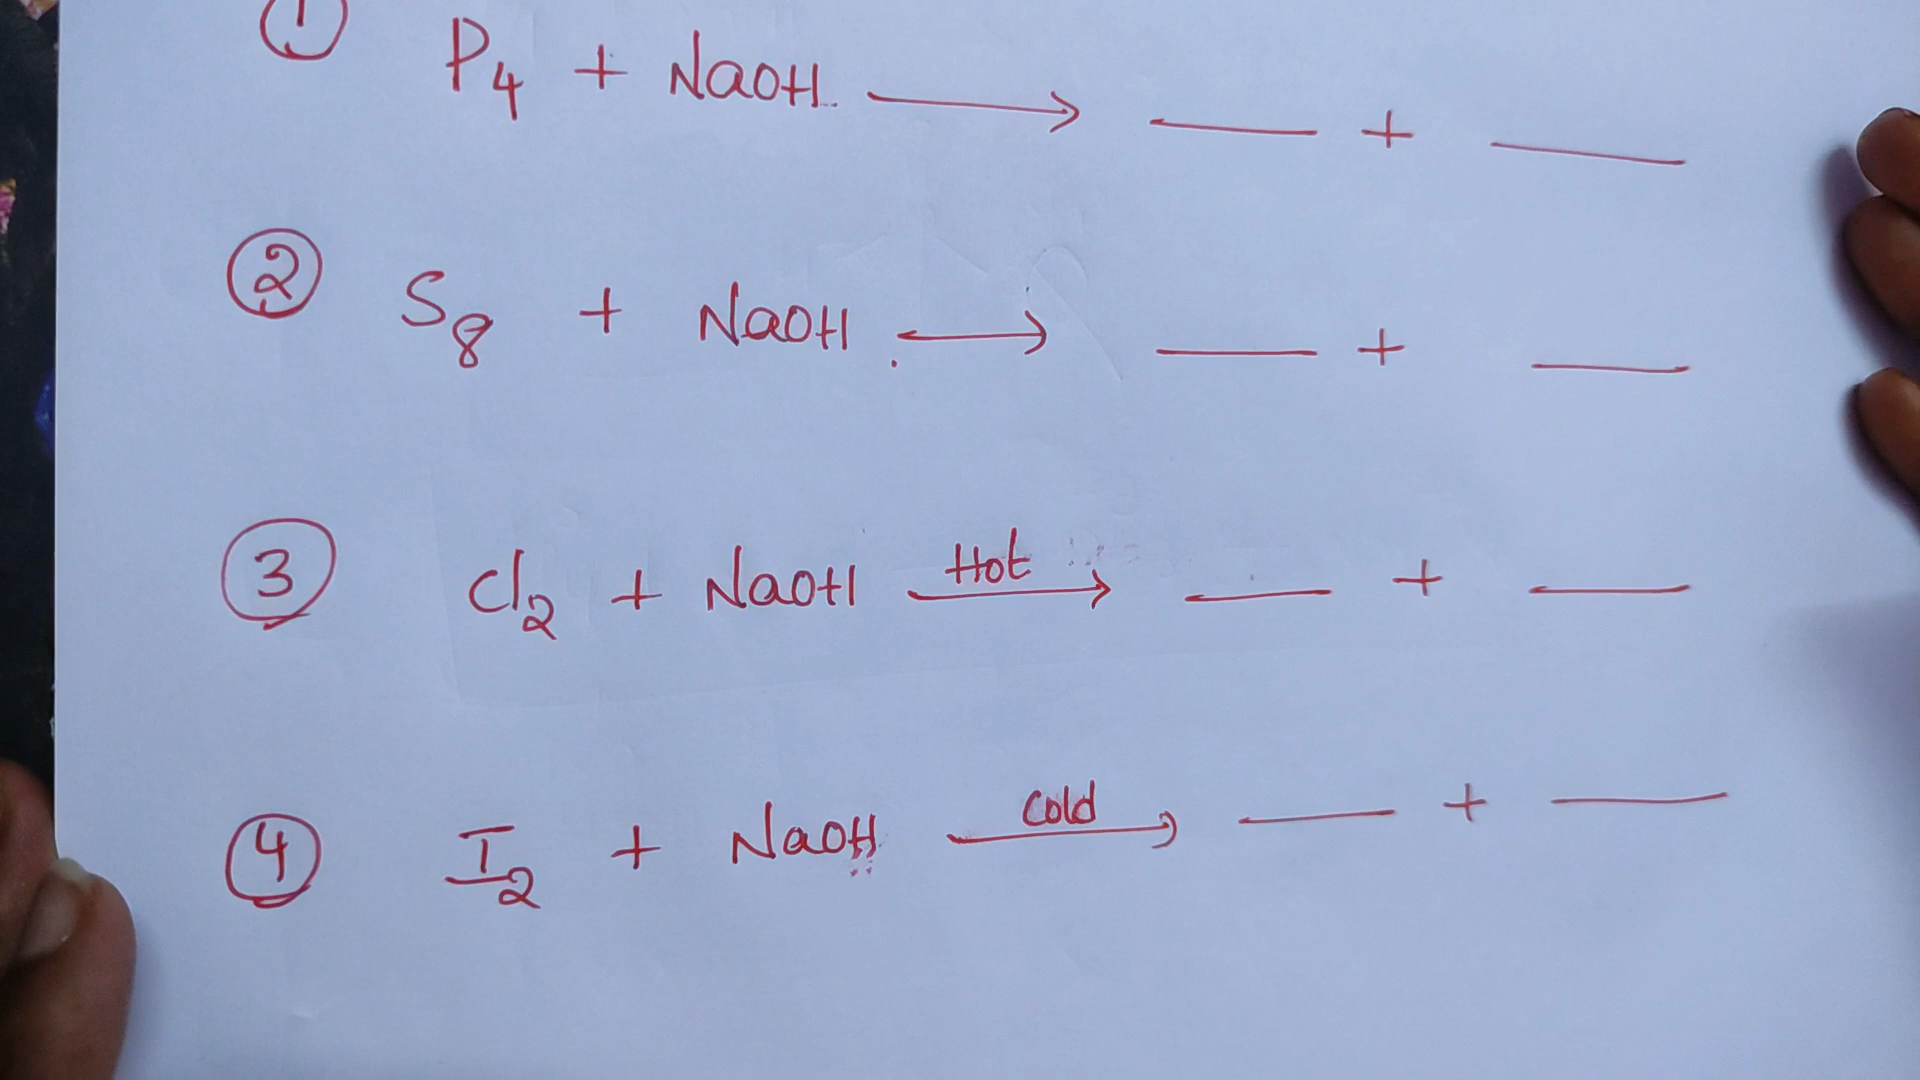 ① P₄ + NaOH ⟶ ___ + ___
② S₈ + NaOH ⟶ ___ + ___
③ Cl₂ + NaOH Hot ⟶ ___ + ___
④ I₂ + NaOH Cold ⟶ ___ + ___